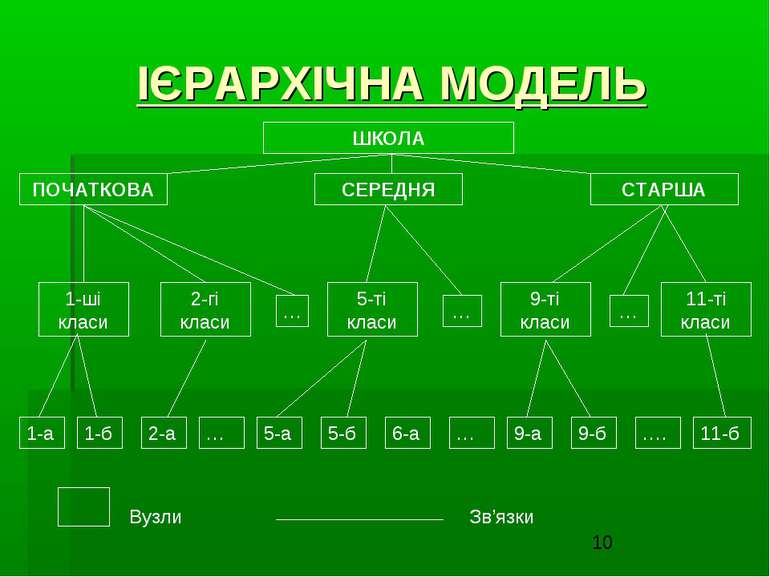 ІЄРАРХІЧНА МОДЕЛЬ
ШКОЛА
ПОЧАТКОВА СЕРЕДНЯ СТАРША
1-ші класи
2-гі класи
…
5-ті класи
…
9-ті класи
…
11-ті класи
1-а 1-б 2-а … 5-а 5-б 6-а … 9-а 9-б …. 11-б
Вузли Зв'язки
10